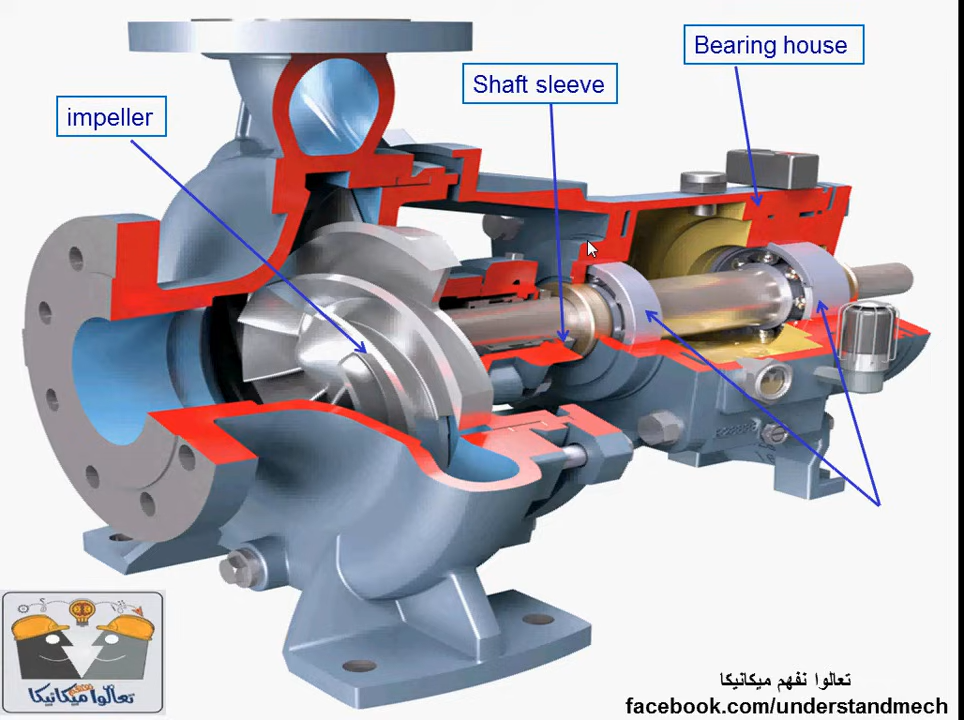 Bearing house
Shaft sleeve
impeller
تعالوا نفهم ميكانيكا
تعالوا نفهم ميكانيكا
facebook.com/understandmech